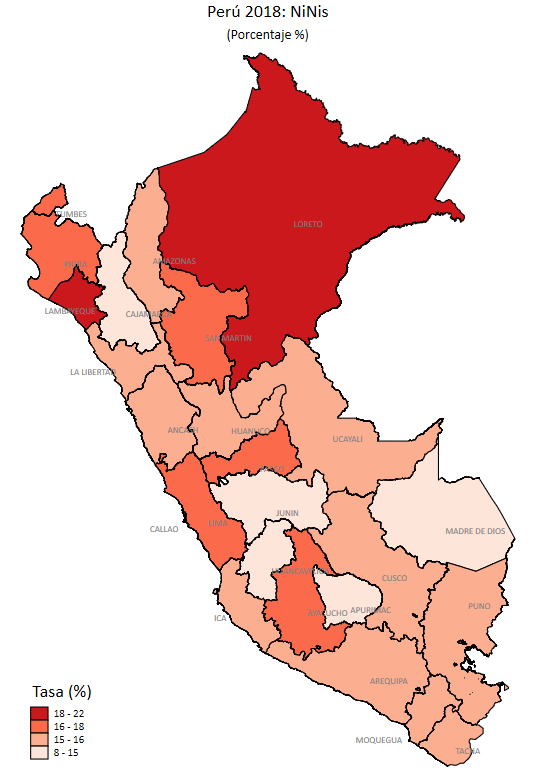 Perú 2018: NiNis
(Porcentaje %)
TUMBES
LORETO
PIURA
AMAZONAS
LAMBAYEQUE
CAJAMARCA
SAN MARTIN
LA LIBERTAD
ANCASH
HUANUCO
UCAYALI
PASCO
JUNIN
CALLAO
LIMA
MADRE DE DIOS
HUANCAVELICA
CUSCO
ICA
AYACUCHO
APURIMAC
PUNO
AREQUIPA
MOQUEGUA
TACNA
Tasa (%)
18 - 22
16 - 18
15 - 16
8 - 15